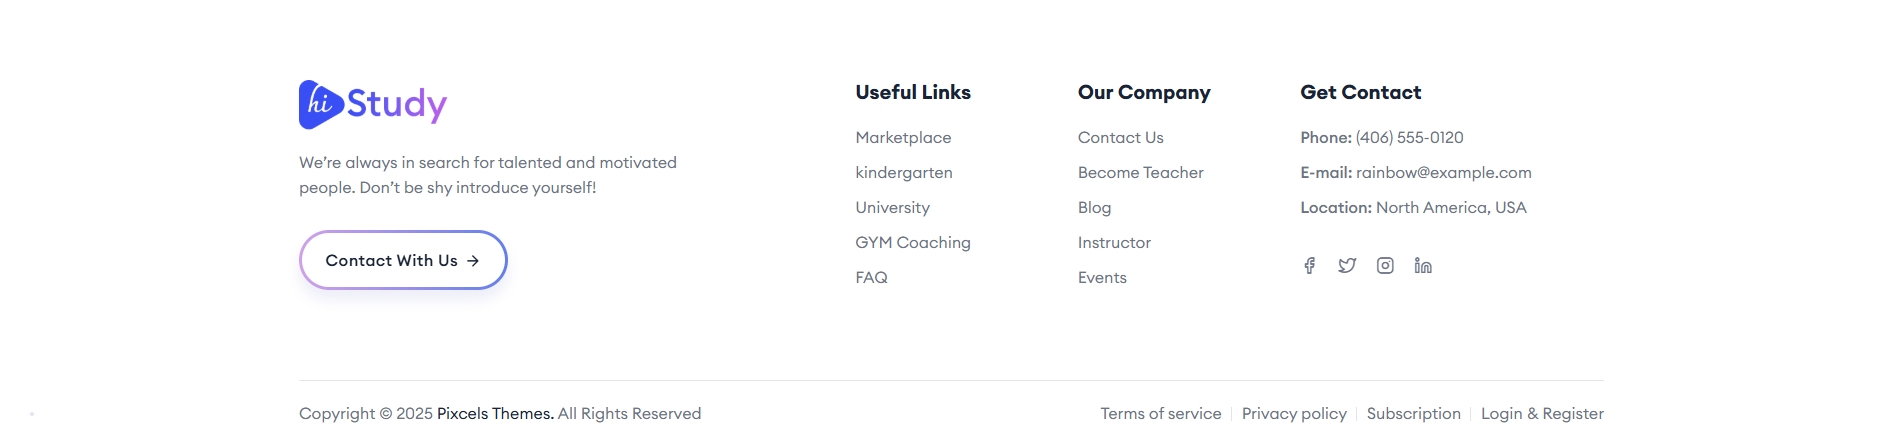 hi Study
We’re always in search for talented and motivated
people. Don’t be shy introduce yourself!
Contact With Us →
Useful Links
Marketplace
kindergarten
University
GYM Coaching
FAQ
Our Company
Contact Us
Become Teacher
Blog
Instructor
Events
Get Contact
Phone: (406) 555-0120
E-mail: rainbow@example.com
Location: North America, USA
Copyright © 2025 Pixcels Themes. All Rights Reserved
Terms of service | Privacy policy | Subscription | Login & Register